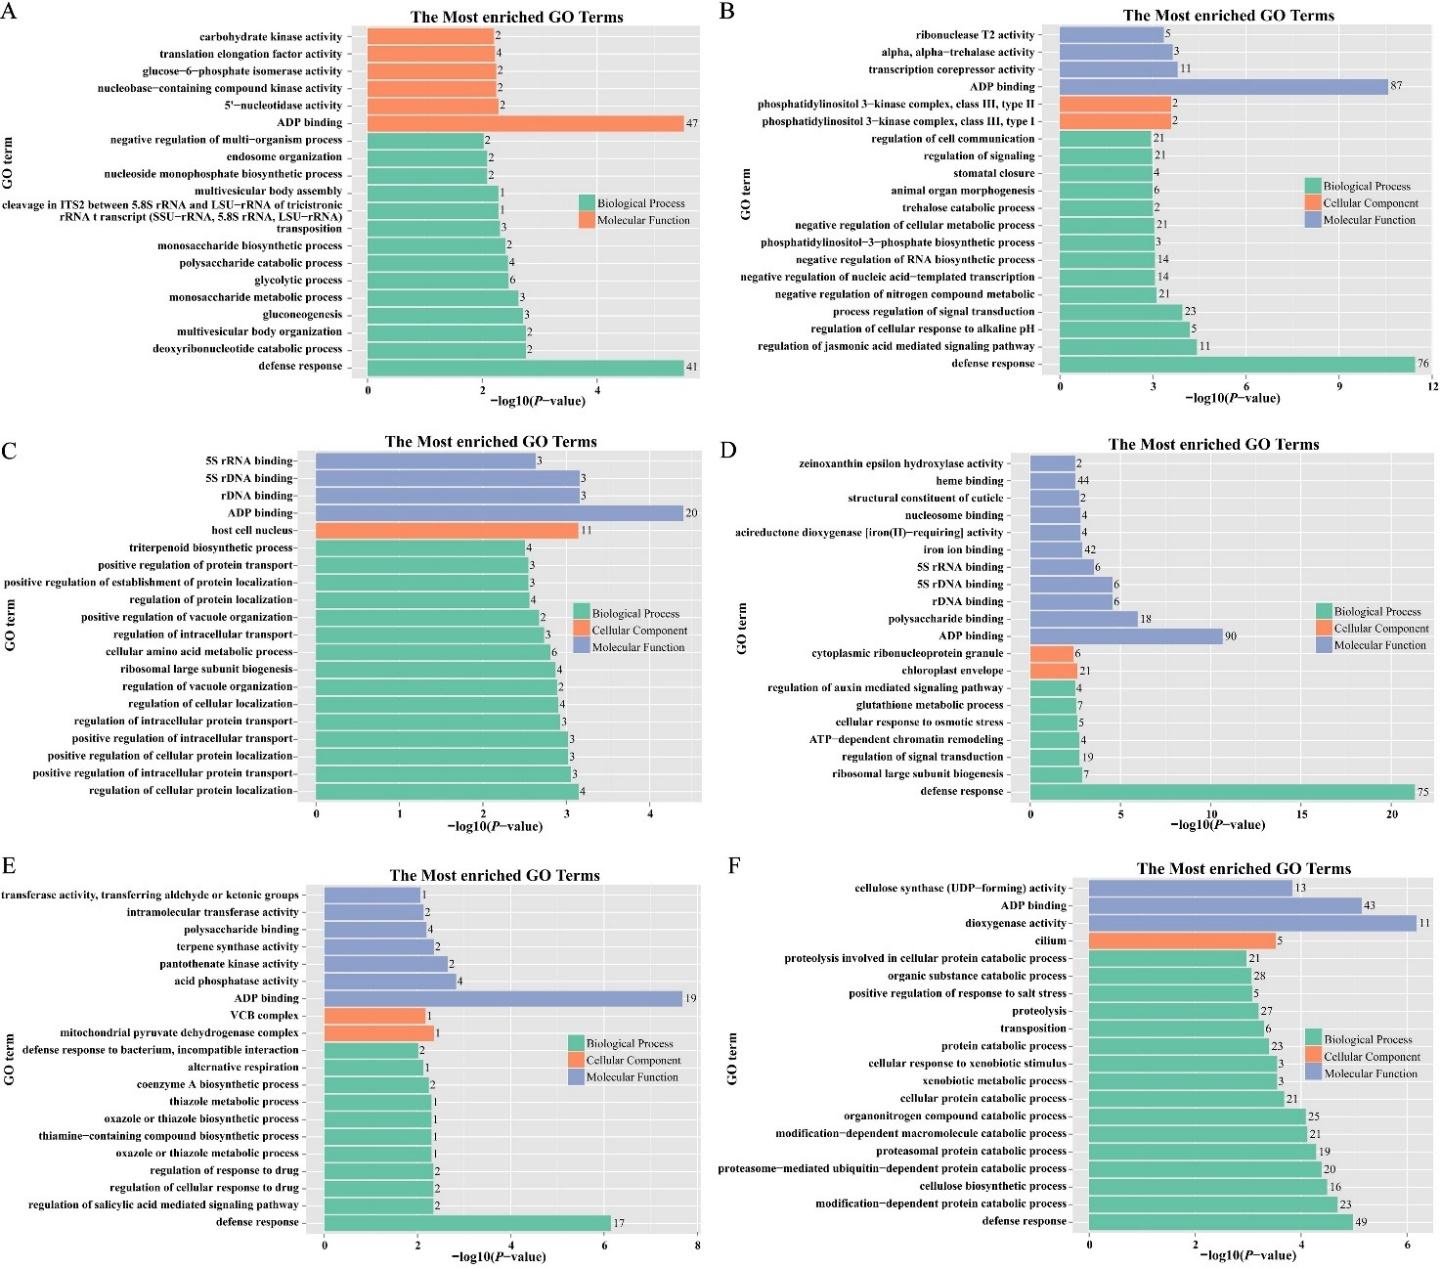 A
The Most enriched GO Terms
GO term
carbohydrate kinase activity 2
translation elongation factor activity 4
glucose−6−phosphate isomerase activity 2
nucleobase−containing compound kinase activity 2
5'−nucleotidase activity 2
ADP binding 47
negative regulation of multi−organism process 2
endosome organization 2
nucleoside monophosphate biosynthetic process 2
multivesicular body assembly 1
cleavage in ITS2 between 5.8S rRNA and LSU−rRNA of tricistronic
rRNA t ranscript (SSU−rRNA, 5.8S rRNA, LSU−rRNA) 1
transposition 3
monosaccharide biosynthetic process 2
polysaccharide catabolic process 4
glycolytic process 6
monosaccharide metabolic process 3
gluconeogenesis 3
multivesicular body organization 2
deoxyribonucleotide catabolic process 2
defense response 41
Biological Process
Molecular Function
0 2 4
−log10(P−value)
B
The Most enriched GO Terms
GO term
ribonuclease T2 activity 5
alpha, alpha−trehalase activity 3
transcription corepressor activity 11
ADP binding 87
phosphatidylinositol 3−kinase complex, class III, type II 2
phosphatidylinositol 3−kinase complex, class III, type I 2
regulation of cell communication 21
regulation of signaling 21
stomatal closure 4
animal organ morphogenesis 6
trehalose catabolic process 2
negative regulation of cellular metabolic process 21
phosphatidylinositol−3−phosphate biosynthetic process 3
negative regulation of RNA biosynthetic process 14
negative regulation of nucleic acid−templated transcription 14
negative regulation of nitrogen compound metabolic 21
process regulation of signal transduction 23
regulation of cellular response to alkaline pH 5
regulation of jasmonic acid mediated signaling pathway 11
defense response 76
Biological Process
Cellular Component
Molecular Function
0 3 6 9 12
−log10(P−value)
C
The Most enriched GO Terms
GO term
5S rRNA binding 3
5S rDNA binding 3
rDNA binding 3
ADP binding 20
host cell nucleus 11
triterpenoid biosynthetic process 4
positive regulation of protein transport 3
positive regulation of establishment of protein localization 3
regulation of protein localization 4
positive regulation of vacuole organization 2
regulation of intracellular transport 3
cellular amino acid metabolic process 6
ribosomal large subunit biogenesis 4
regulation of vacuole organization 2
regulation of cellular localization 4
regulation of intracellular protein transport 3
positive regulation of intracellular transport 3
positive regulation of cellular protein localization 3
positive regulation of intracellular protein transport 3
regulation of cellular protein localization 4
Biological Process
Cellular Component
Molecular Function
0 1 2 3 4
−log10(P−value)
D
The Most enriched GO Terms
GO term
zeinoxanthin epsilon hydroxylase activity 2
heme binding 44
structural constituent of cuticle 2
nucleosome binding 4
acireductone dioxygenase [iron(II)−requiring] activity 4
iron ion binding 42
5S rRNA binding 6
5S rDNA binding 6
rDNA binding 6
polysaccharide binding 18
ADP binding 90
cytoplasmic ribonucleoprotein granule 6
chloroplast envelope 21
regulation of auxin mediated signaling pathway 4
glutathione metabolic process 7
cellular response to osmotic stress 5
ATP−dependent chromatin remodeling 4
regulation of signal transduction 19
ribosomal large subunit biogenesis 7
defense response 75
Biological Process
Cellular Component
Molecular Function
0 5 10 15 20
−log10(P−value)
E
The Most enriched GO Terms
GO term
transferase activity, transferring aldehyde or ketonic groups 1
intramolecular transferase activity 2
polysaccharide binding 4
terpene synthase activity 2
pantothenate kinase activity 2
acid phosphatase activity 4
ADP binding 19
VCB complex 1
mitochondrial pyruvate dehydrogenase complex 1
defense response to bacterium, incompatible interaction 2
alternative respiration 1
coenzyme A biosynthetic process 2
thiazole metabolic process 1
oxazole or thiazole biosynthetic process 1
thiamine−containing compound biosynthetic process 1
oxazole or thiazole metabolic process 1
regulation of response to drug 2
regulation of cellular response to drug 2
regulation of salicylic acid mediated signaling pathway 2
defense response 17
Biological Process
Cellular Component
Molecular Function
0 2 4 6 8
−log10(P−value)
F
The Most enriched GO Terms
GO term
cellulose synthase (UDP−forming) activity 13
ADP binding 43
dioxygenase activity 11
cilium 5
proteolysis involved in cellular protein catabolic process 21
organic substance catabolic process 28
positive regulation of response to salt stress 5
proteolysis 27
transposition 6
protein catabolic process 23
cellular response to xenobiotic stimulus 3
xenobiotic metabolic process 3
cellular protein catabolic process 21
organonitrogen compound catabolic process 25
modification−dependent macromolecule catabolic process 21
proteasomal protein catabolic process 19
proteasome−mediated ubiquitin−dependent protein catabolic process 20
cellulose biosynthetic process 16
modification−dependent protein catabolic process 23
defense response 49
Biological Process
Cellular Component
Molecular Function
0 2 4 6
−log10(P−value)